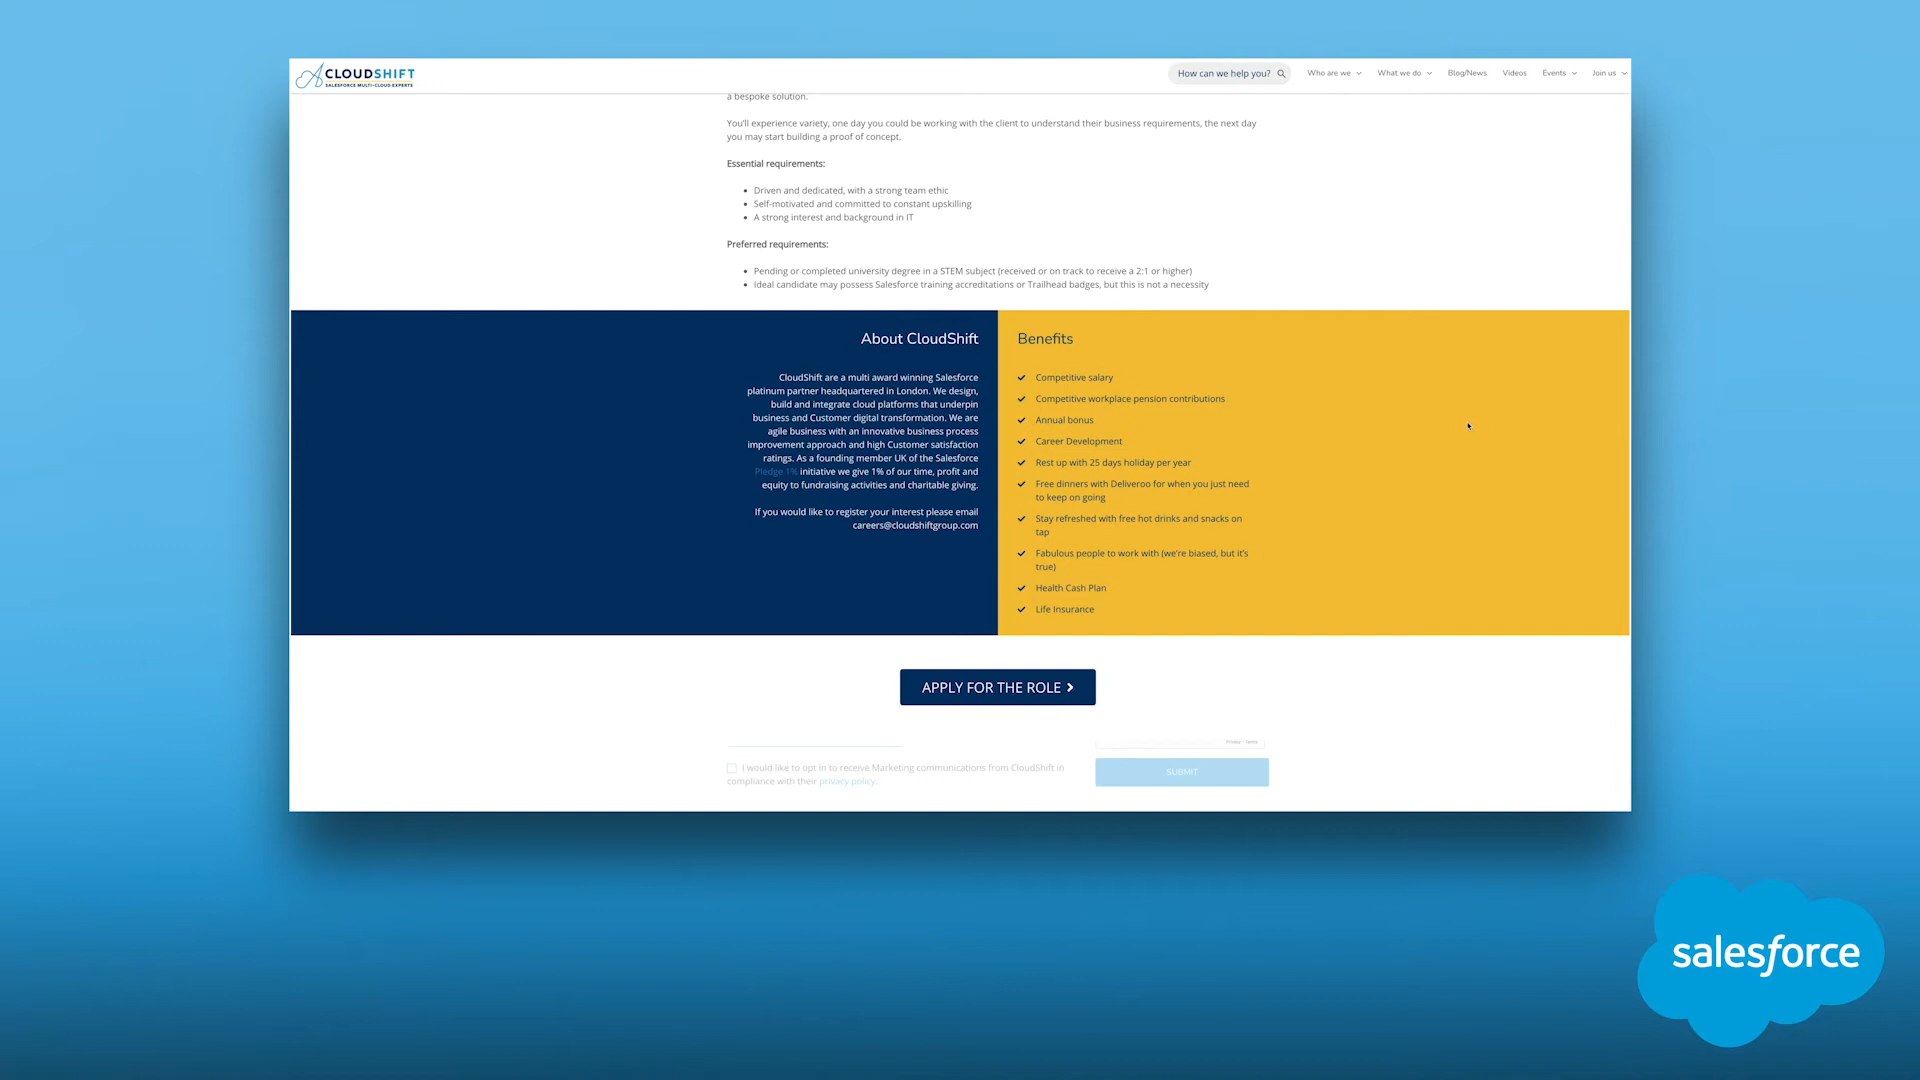 CLOUDSHIFT
SALESFORCE MULTI-CLOUD EXPERTS
How can we help you?
Who are we
What we do
Blog/News
Videos
Events
Join us
a bespoke solution.
You'll experience variety, one day you could be working with the client to understand their business requirements, the next day
you may start building a proof of concept.
Essential requirements:
Driven and dedicated, with a strong team ethic
Self-motivated and committed to constant upskilling
A strong interest and background in IT
Preferred requirements:
Pending or completed university degree in a STEM subject (received or on track to receive a 2:1 or higher)
Ideal candidate may possess Salesforce training accreditations or Trailhead badges, but this is not a necessity
About CloudShift
CloudShift are a multi award winning Salesforce
platinum partner headquartered in London. We design,
build and integrate cloud platforms that underpin
business and Customer digital transformation. We are
agile business with an innovative business process
improvement approach and high Customer satisfaction
ratings. As a founding member UK of the Salesforce
Pledge 1% initiative we give 1% of our time, profit and
equity to fundraising activities and charitable giving.
If you would like to register your interest please email
careers@cloudshiftgroup.com
Benefits
Competitive salary
Competitive workplace pension contributions
Annual bonus
Career Development
Rest up with 25 days holiday per year
Free dinners with Deliveroo for when you just need
to keep on going
Stay refreshed with free hot drinks and snacks on
tap
Fabulous people to work with (we're biased, but it's
true)
Health Cash Plan
Life Insurance
APPLY FOR THE ROLE
Privacy - Terms
I would like to opt in to receive Marketing communications from CloudShift in
compliance with their privacy policy.
SUBMIT
salesforce